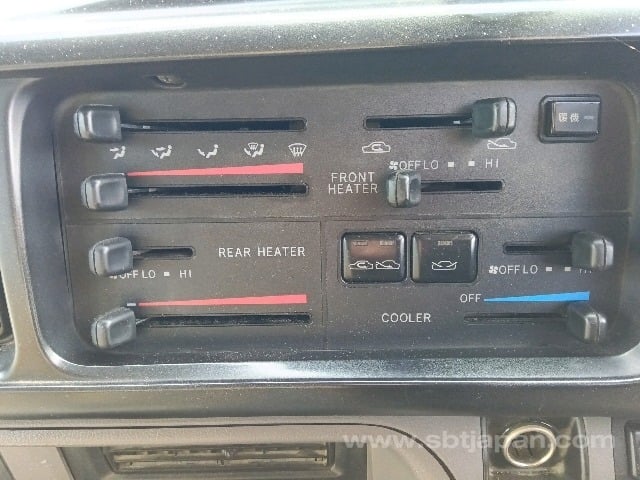 暖機
OFF LO HI
FRONT
HEATER
REAR HEATER
OFF LO HI
OFF LO HI
OFF
COOLER
www.sbtjapan.com/